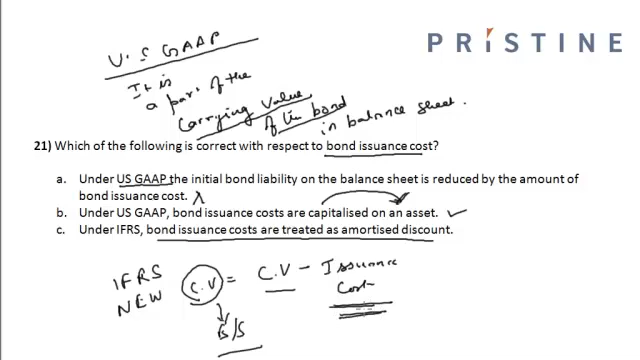 PRISTINE
U.S GAAP
It is
a part of the
Carrying Value
of the bond
in balance sheet.
21) Which of the following is correct with respect to bond issuance cost?
a. Under US GAAP the initial bond liability on the balance sheet is reduced by the amount of
bond issuance cost.
b. Under US GAAP, bond issuance costs are capitalised on an asset.
c. Under IFRS, bond issuance costs are treated as amortised discount.
IFRS
NEW
C.V = C.V - Issuance
Cost
B/S